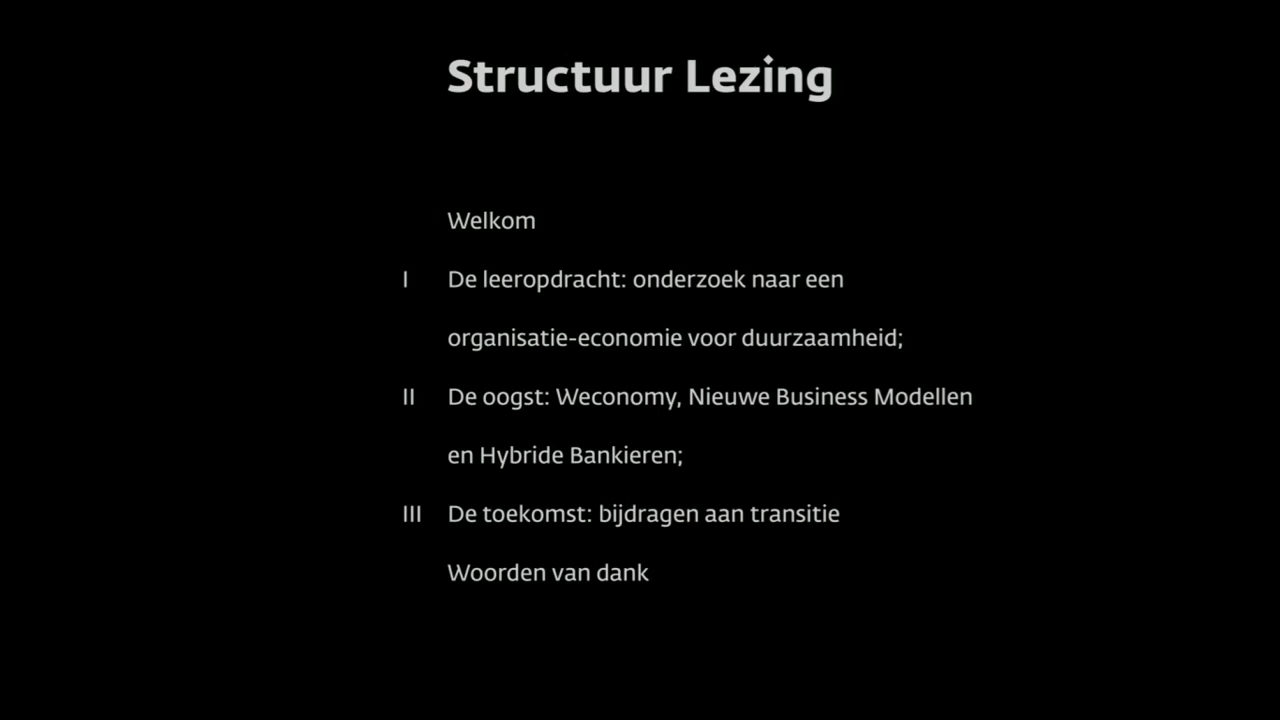 Structuur Lezing
Welkom
I De leeropdracht: onderzoek naar een
organisatie-economie voor duurzaamheid;
II De oogst: Weconomy, Nieuwe Business Modellen
en Hybride Bankieren;
III De toekomst: bijdragen aan transitie
Woorden van dank